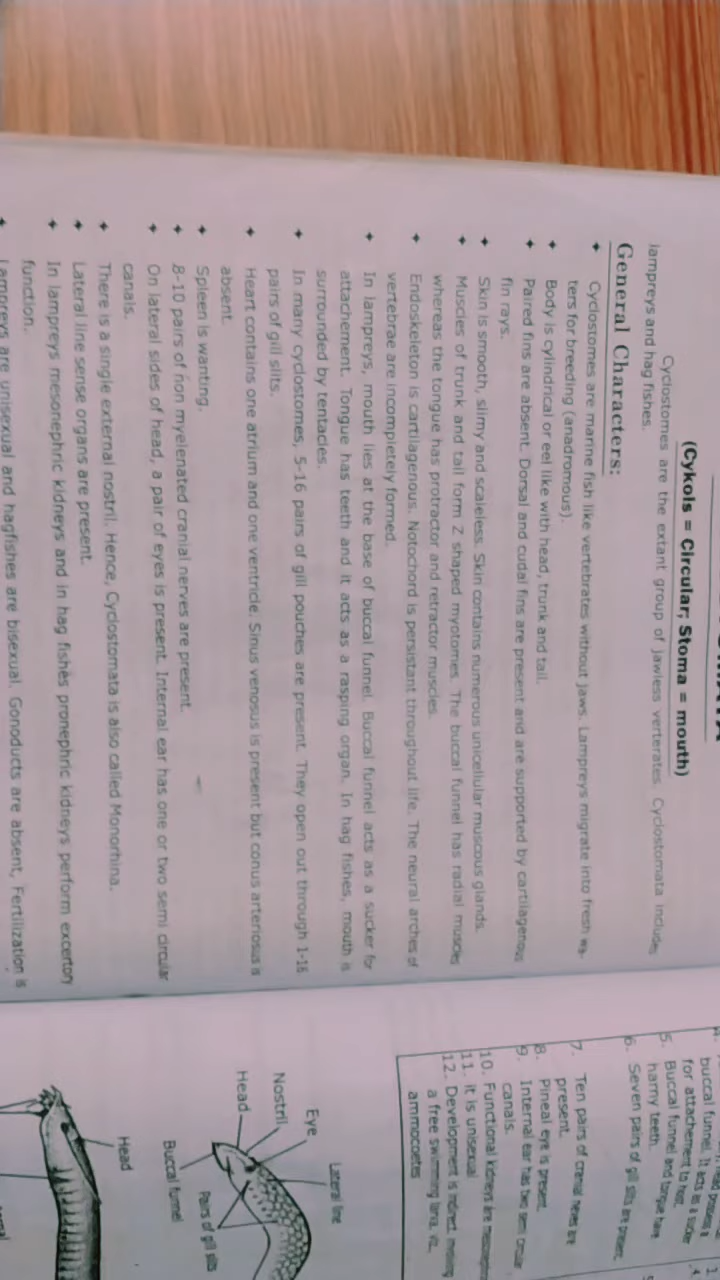 (Cykols = Circular; Stoma = mouth)
Cyclostomes are the extant group of jawless verterates. Cyclostomata includes
lampreys and hag fishes.
General Characters:
✦ Cyclostomes are marine fish like vertebrates without jaws. Lampreys migrate into fresh wa-
ters for breeding (anadromous).
✦ Body is cylindrical or eel like with head, trunk and tail.
✦ Paired fins are absent. Dorsal and cudal fins are present and are supported by cartilagenous
fin rays.
✦ Skin is smooth, slimy and scaleless. Skin contains numerous unicellular muscous glands.
✦ Muscles of trunk and tail form Z shaped myotomes. The buccal funnel has radial muscles
whereas the tongue has protractor and retractor muscles.
✦ Endoskeleton is cartilagenous. Notochord is persistant throughout life. The neural arches of
vertebrae are incompletely formed.
✦ In lampreys, mouth lies at the base of buccal funnel. Buccal funnel acts as a sucker for
attachement. Tongue has teeth and it acts as a rasping organ. In hag fishes, mouth is
surrounded by tentacles.
✦ In many cyclostomes, 5-16 pairs of gill pouches are present. They open out through 1-16
pairs of gill slits.
✦ Heart contains one atrium and one ventricle. Sinus venosus is present but conus arteriosus is
absent.
✦ Spleen is wanting.
✦ 8-10 pairs of non myelenated cranial nerves are present.
✦ On lateral sides of head, a pair of eyes is present. Internal ear has one or two semi circular
canals.
✦ There is a single external nostril. Hence, Cyclostomata is also called Monorhina.
✦ Lateral line sense organs are present.
✦ In lampreys mesonephric kidneys and in hag fishes pronephric kidneys perform excertory
function.
✦ Lampreys are unisexual and hagfishes are bisexual. Gonoducts are absent, Fertilization is
buccal funnel. It acts as a sucker
for attachement to host.
5. Buccal funnel and tongue have
harny teeth.
6. Seven pairs of gill slits are present.
7. Ten pairs of cranial nerves are
present.
8. Pineal eye is present.
9. Internal ear has two semi circular
canals.
10. Functional kidneys are
11. it is unisexual
12. Development is indirect,
a free swimming larva, viz.,
ammocoetes
Eye
Nostril
Head
Lateral line
Buccal funnel
Pairs of gill slits
Head